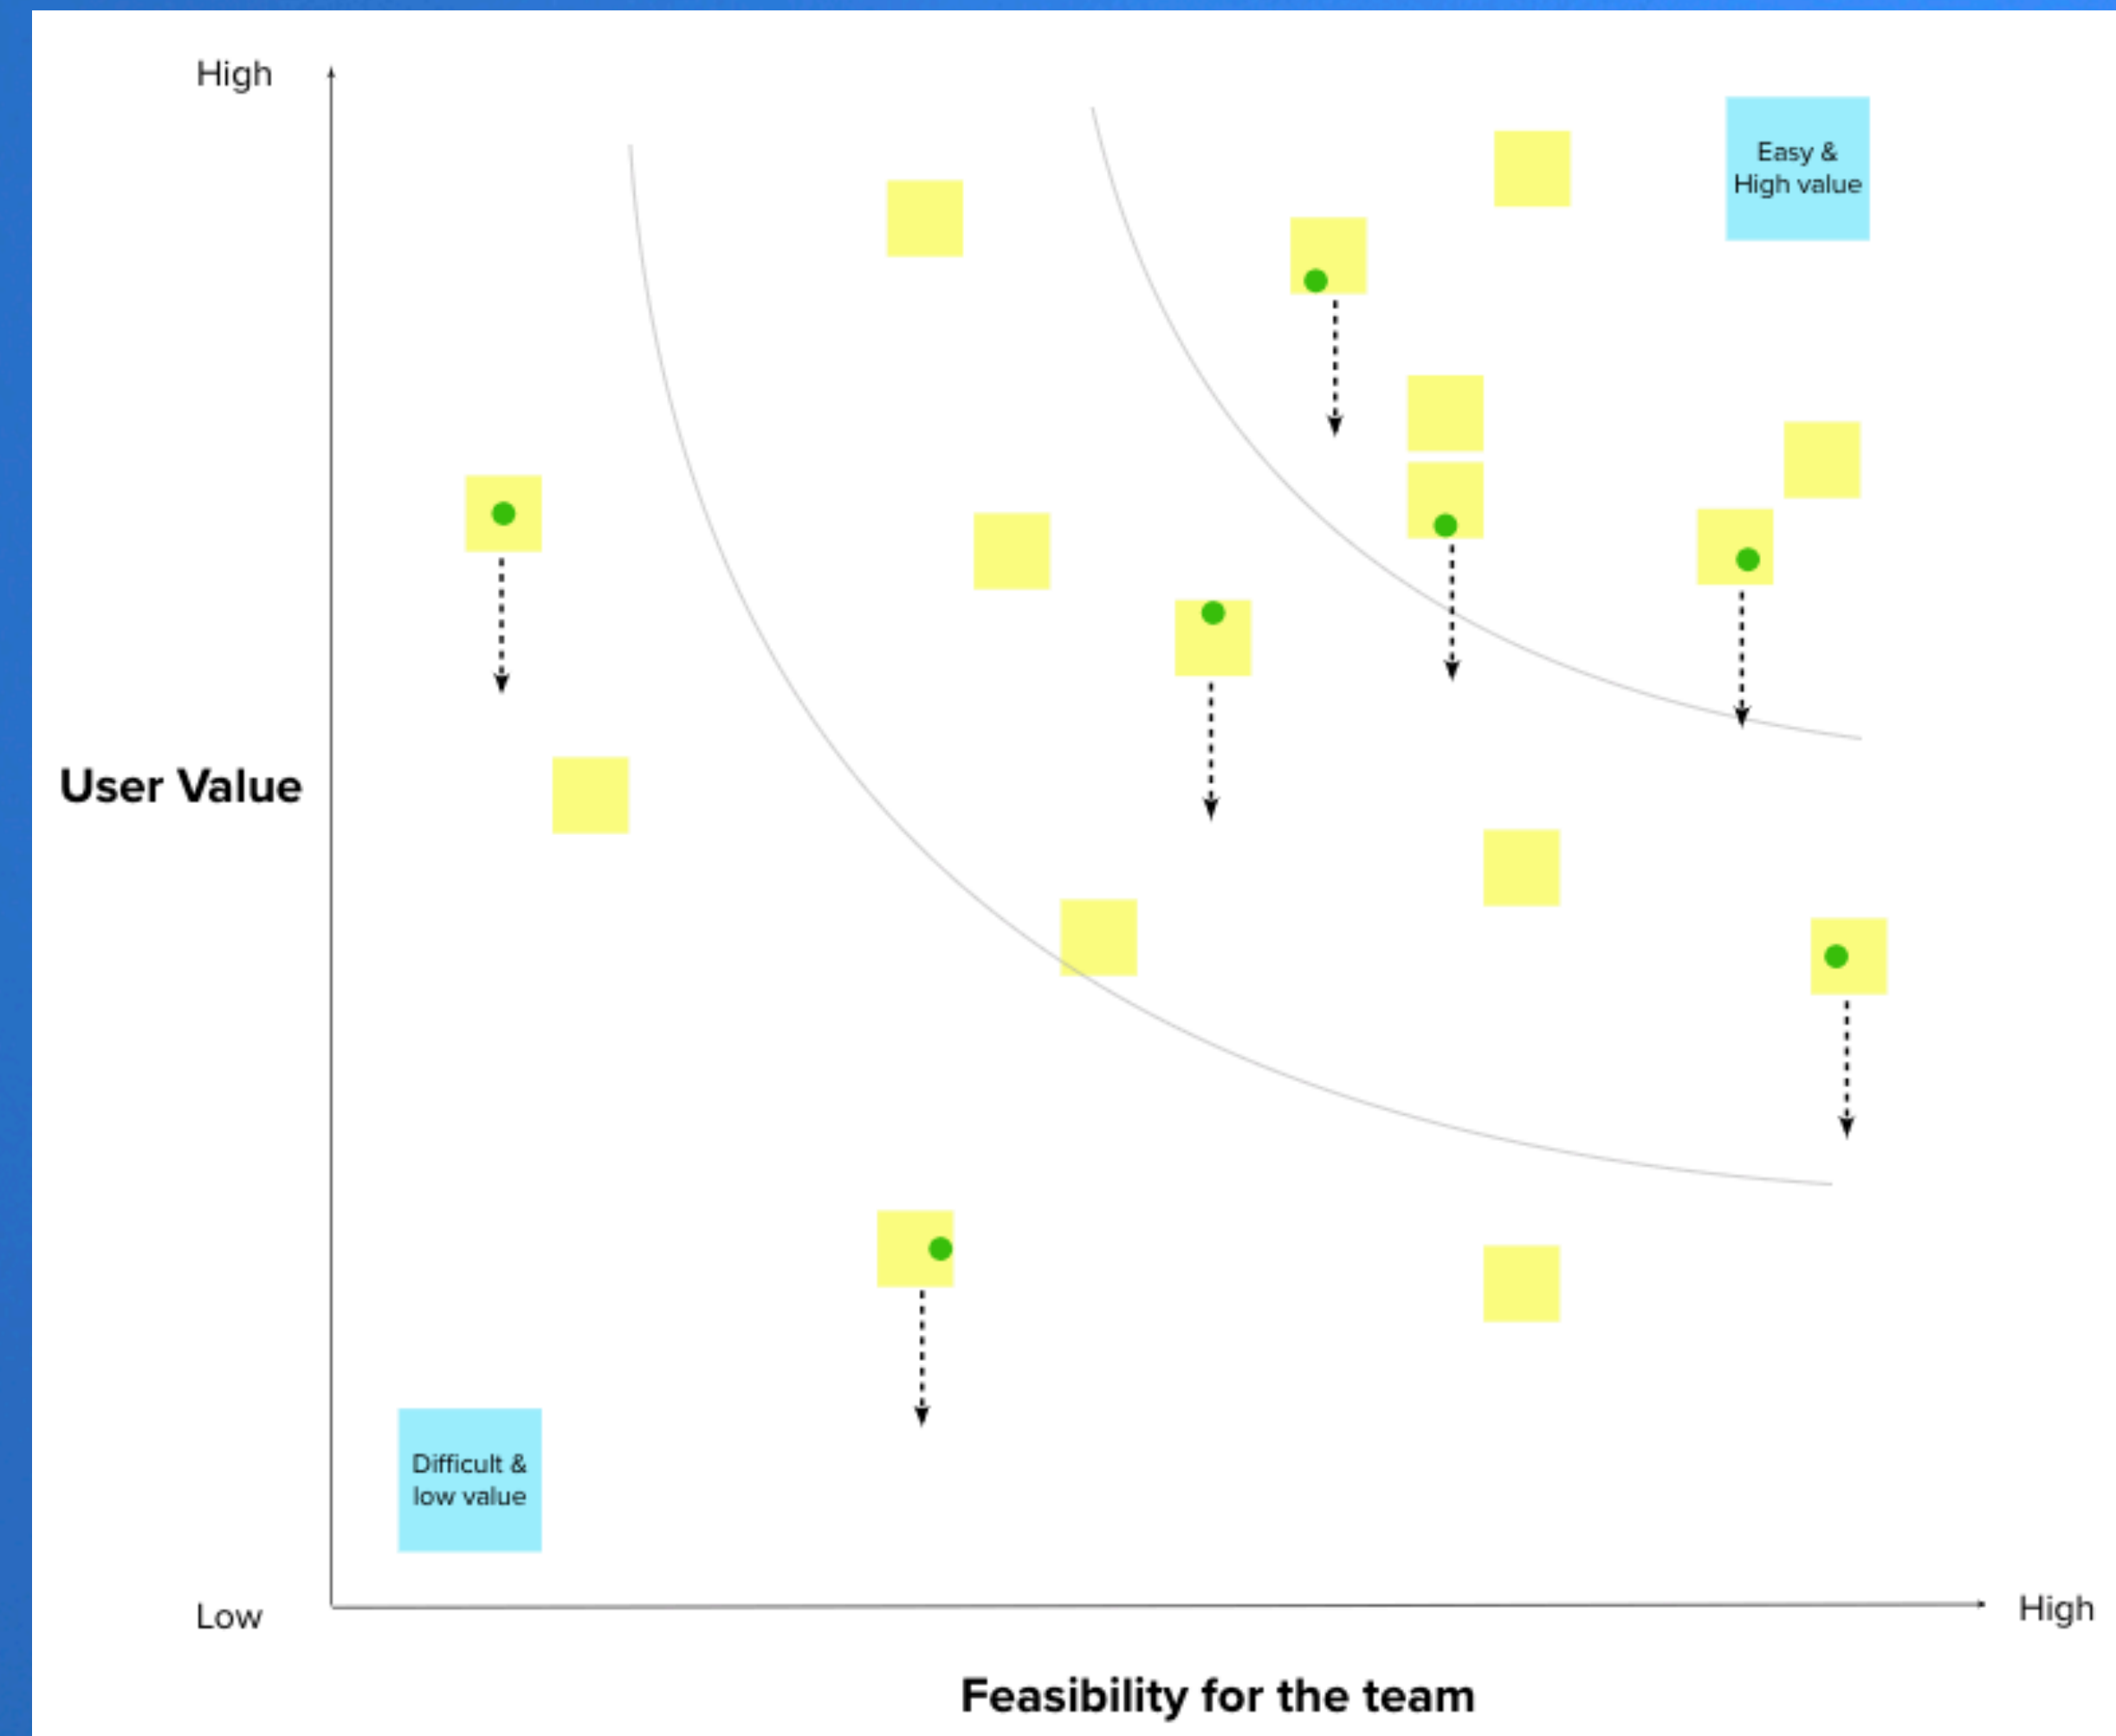 High
Easy &
High value
User Value
Difficult &
low value
Low
High
Feasibility for the team